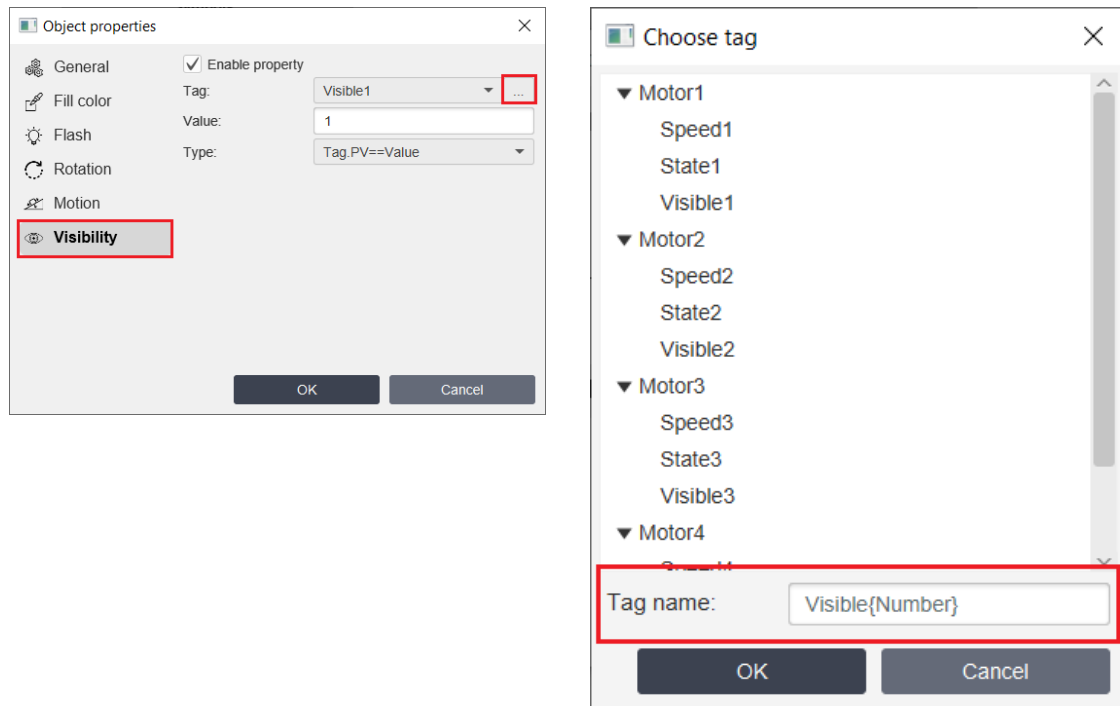 Object properties
General
Fill color
Flash
Rotation
Motion
Visibility
Enable property
Tag: Visible1 ...
Value: 1
Type: Tag.PV==Value
OK Cancel
Choose tag
Motor1
Speed1
State1
Visible1
Motor2
Speed2
State2
Visible2
Motor3
Speed3
State3
Visible3
Motor4
Tag name: Visible{Number}
OK Cancel